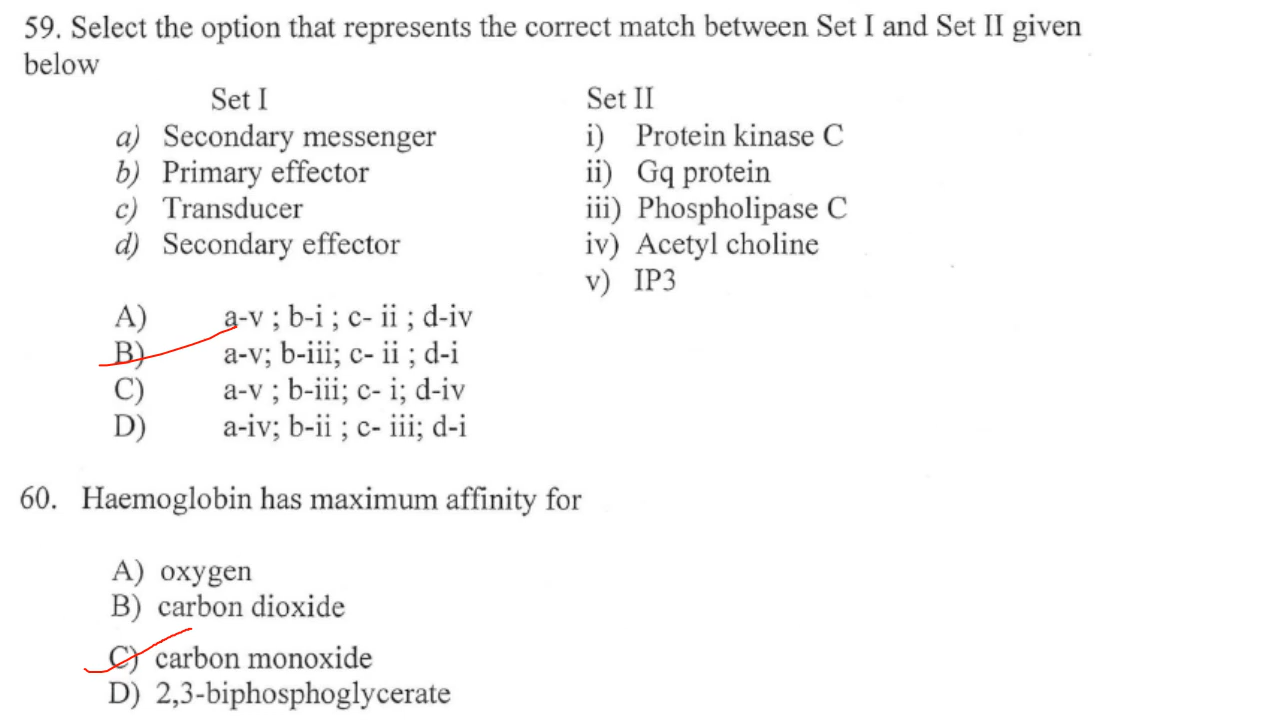 59. Select the option that represents the correct match between Set I and Set II given
below
Set I Set II
a) Secondary messenger i) Protein kinase C
b) Primary effector ii) Gq protein
c) Transducer iii) Phospholipase C
d) Secondary effector iv) Acetyl choline
v) IP3
A) a-v ; b-i ; c- ii ; d-iv
B) a-v; b-iii; c- ii ; d-i
C) a-v ; b-iii; c- i; d-iv
D) a-iv; b-ii ; c- iii; d-i
60. Haemoglobin has maximum affinity for
A) oxygen
B) carbon dioxide
C) carbon monoxide
D) 2,3-biphosphoglycerate